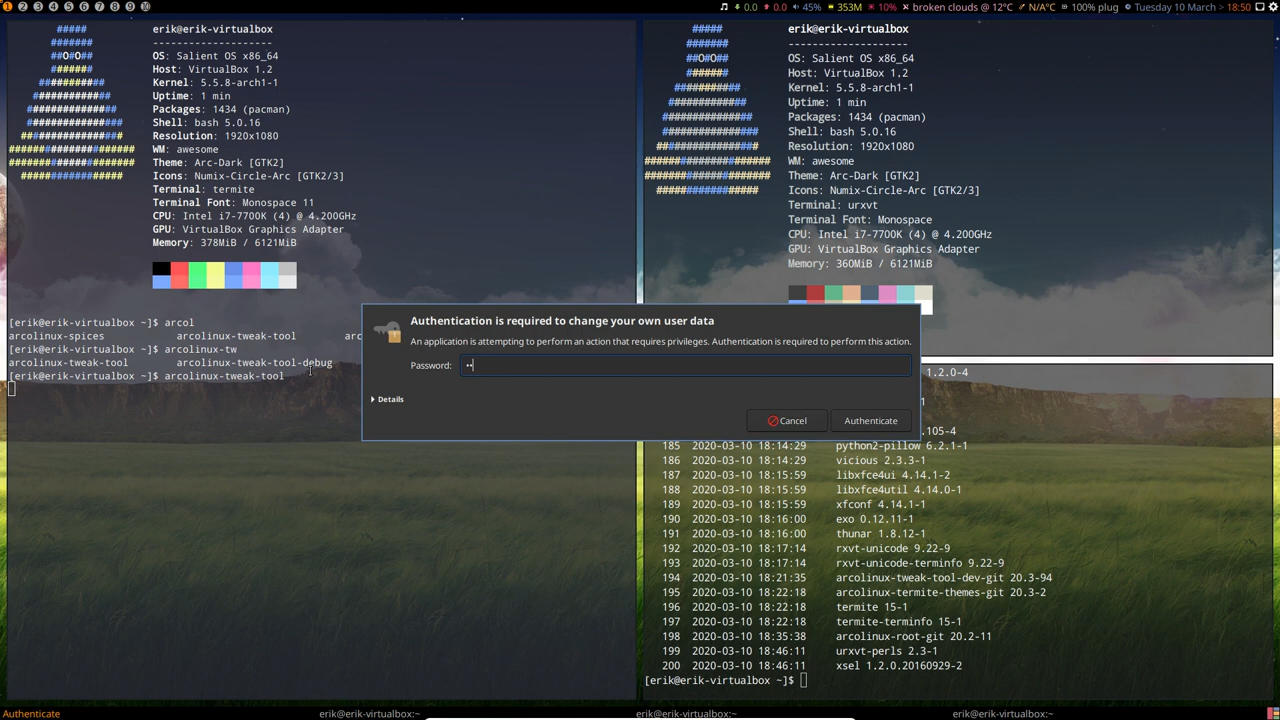 1 2 3 4 5 6 7 8 9 10
0.0 0.0 45% 353M 10% broken clouds @ 12°C N/A°C 100% plug Tuesday 10 March > 18:50
erik@erik-virtualbox
--------------------
OS: Salient OS x86_64
Host: VirtualBox 1.2
Kernel: 5.5.8-arch1-1
Uptime: 1 min
Packages: 1434 (pacman)
Shell: bash 5.0.16
Resolution: 1920x1080
WM: awesome
Theme: Arc-Dark [GTK2]
Icons: Numix-Circle-Arc [GTK2/3]
Terminal: termite
Terminal Font: Monospace 11
CPU: Intel i7-7700K (4) @ 4.200GHz
GPU: VirtualBox Graphics Adapter
Memory: 378MiB / 6121MiB
[erik@erik-virtualbox ~]$ arcol
arcolinux-spices arcolinux-tweak-tool arc
[erik@erik-virtualbox ~]$ arcolinux-tw
arcolinux-tweak-tool arcolinux-tweak-tool-debug
[erik@erik-virtualbox ~]$ arcolinux-tweak-tool
erik@erik-virtualbox
--------------------
OS: Salient OS x86_64
Host: VirtualBox 1.2
Kernel: 5.5.8-arch1-1
Uptime: 1 min
Packages: 1434 (pacman)
Shell: bash 5.0.16
Resolution: 1920x1080
WM: awesome
Theme: Arc-Dark [GTK2]
Icons: Numix-Circle-Arc [GTK2/3]
Terminal: urxvt
Terminal Font: Monospace
CPU: Intel i7-7700K (4) @ 4.200GHz
GPU: VirtualBox Graphics Adapter
Memory: 360MiB / 6121MiB
Authentication is required to change your own user data
An application is attempting to perform an action that requires privileges. Authentication is required to perform this action.
Password: ••
Details
Cancel Authenticate
1.2.0-4
1
105-4
185 2020-03-10 18:14:29 python2-pillow 6.2.1-1
186 2020-03-10 18:14:29 vicious 2.3.3-1
187 2020-03-10 18:15:59 libxfce4ui 4.14.1-2
188 2020-03-10 18:15:59 libxfce4util 4.14.0-1
189 2020-03-10 18:15:59 xfconf 4.14.1-1
190 2020-03-10 18:16:00 exo 0.12.11-1
191 2020-03-10 18:16:00 thunar 1.8.12-1
192 2020-03-10 18:17:14 rxvt-unicode 9.22-9
193 2020-03-10 18:17:14 rxvt-unicode-terminfo 9.22-9
194 2020-03-10 18:21:35 arcolinux-tweak-tool-dev-git 20.3-94
195 2020-03-10 18:22:18 arcolinux-termite-themes-git 20.3-2
196 2020-03-10 18:22:18 termite 15-1
197 2020-03-10 18:22:18 termite-terminfo 15-1
198 2020-03-10 18:35:38 arcolinux-root-git 20.2-11
199 2020-03-10 18:46:11 urxvt-perls 2.3-1
200 2020-03-10 18:46:11 xsel 1.2.0.20160929-2
[erik@erik-virtualbox ~]$
Authenticate erik@erik-virtualbox:~ erik@erik-virtualbox:~ erik@erik-virtualbox:~